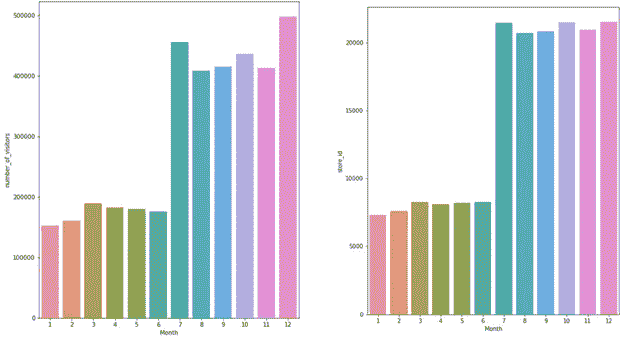 500000
400000
300000
200000
100000
0
number_of_visitors
1 2 3 4 5 6 7 8 9 10 11 12
Month
20000
15000
10000
5000
0
store_id
1 2 3 4 5 6 7 8 9 10 11 12
Month